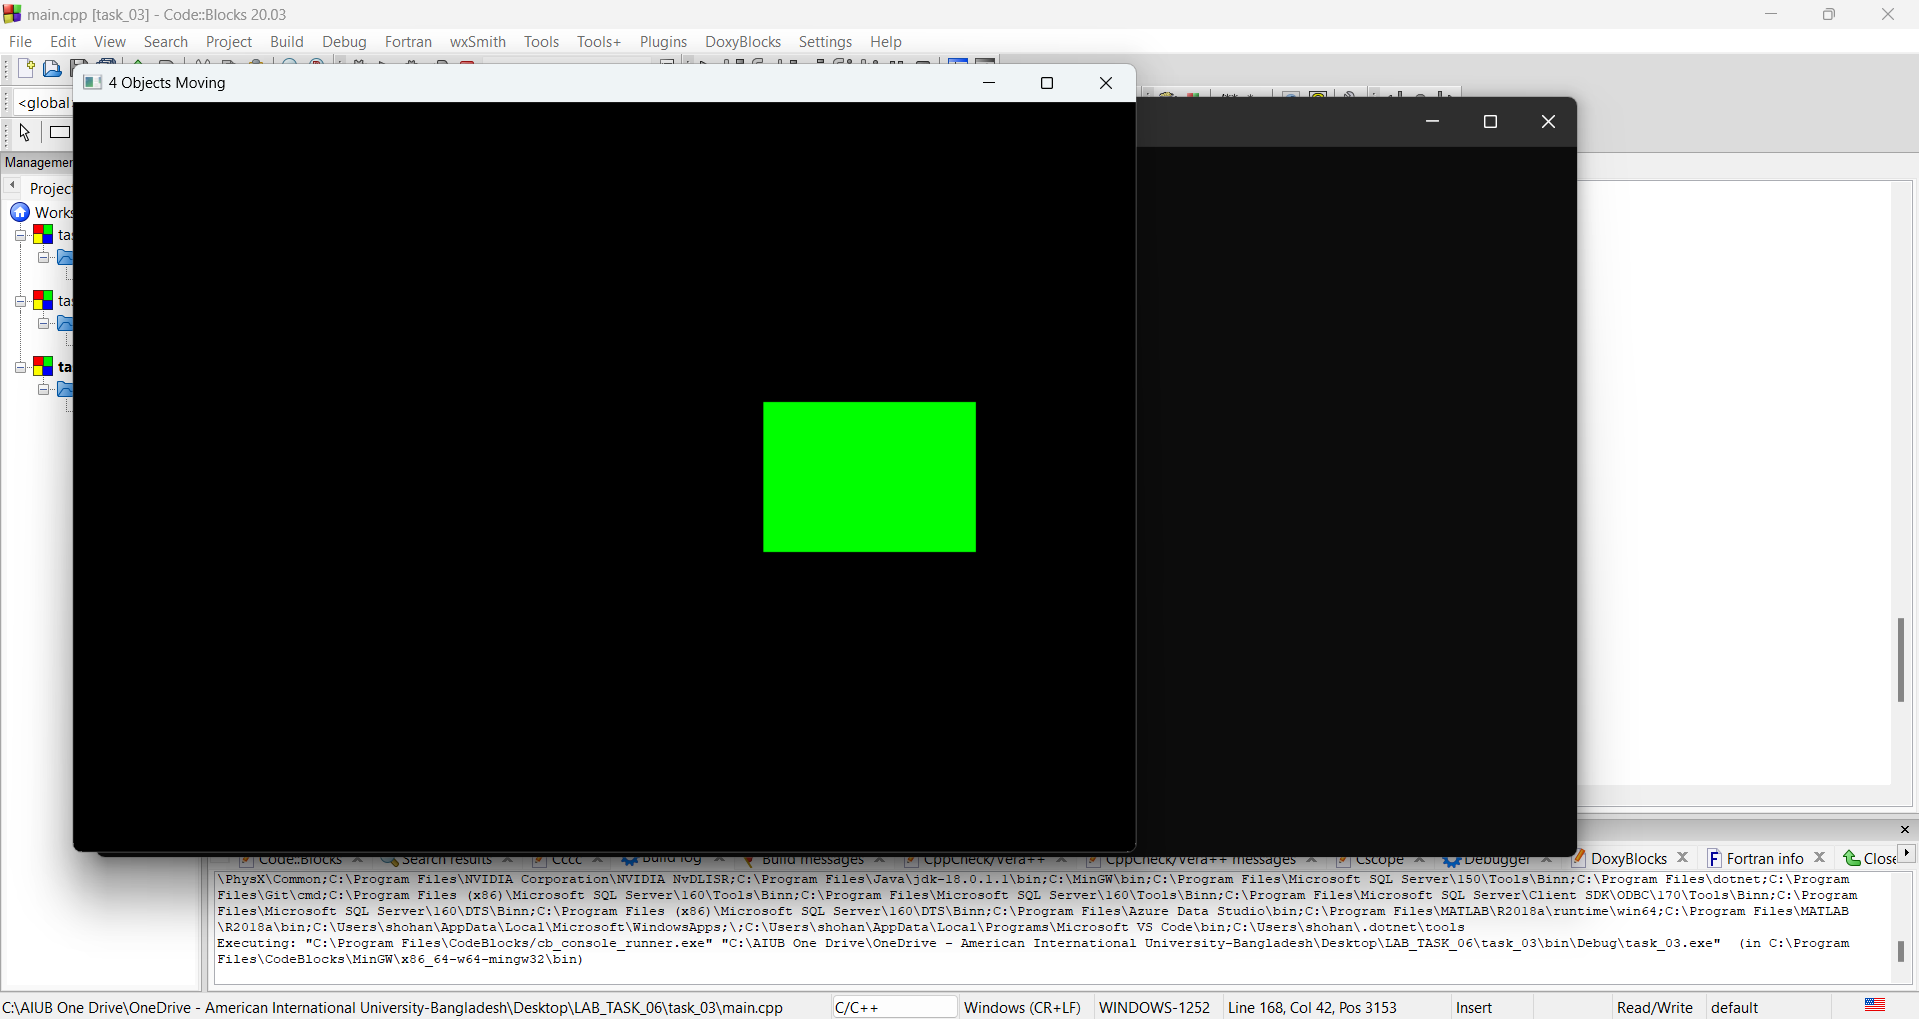 main.cpp [task_03] - Code::Blocks 20.03
File Edit View Search Project Build Debug Fortran wxSmith Tools Tools+ Plugins DoxyBlocks Settings Help
4 Objects Moving
<global
Managemen
Projec
Works
tas
tas
ta
Code::Blocks Search results Cccc Build log Build messages CppCheck/Vera++ CppCheck/Vera++ messages Cscope Debugger DoxyBlocks Fortran info Close
\PhysX\Common;C:\Program Files\NVIDIA Corporation\NVIDIA NvDLISR;C:\Program Files\Java\jdk-18.0.1.1\bin;C:\MinGW\bin;C:\Program Files\Microsoft SQL Server\150\Tools\Binn;C:\Program Files\dotnet;C:\Program
Files\Git\cmd;C:\Program Files (x86)\Microsoft SQL Server\160\Tools\Binn;C:\Program Files\Microsoft SQL Server\160\Tools\Binn;C:\Program Files\Microsoft SQL Server\Client SDK\ODBC\170\Tools\Binn;C:\Program
Files\Microsoft SQL Server\160\DTS\Binn;C:\Program Files (x86)\Microsoft SQL Server\160\DTS\Binn;C:\Program Files\Azure Data Studio\bin;C:\Program Files\MATLAB\R2018a\runtime\win64;C:\Program Files\MATLAB
\R2018a\bin;C:\Users\shohan\AppData\Local\Microsoft\WindowsApps;\;C:\Users\shohan\AppData\Local\Programs\Microsoft VS Code\bin;C:\Users\shohan\.dotnet\tools
Executing: "C:\Program Files\CodeBlocks/cb_console_runner.exe" "C:\AIUB One Drive\OneDrive - American International University-Bangladesh\Desktop\LAB_TASK_06\task_03\bin\Debug\task_03.exe" (in C:\Program
Files\CodeBlocks\MinGW\x86_64-w64-mingw32\bin)
C:\AIUB One Drive\OneDrive - American International University-Bangladesh\Desktop\LAB_TASK_06\task_03\main.cpp C/C++ Windows (CR+LF) WINDOWS-1252 Line 168, Col 42, Pos 3153 Insert Read/Write default